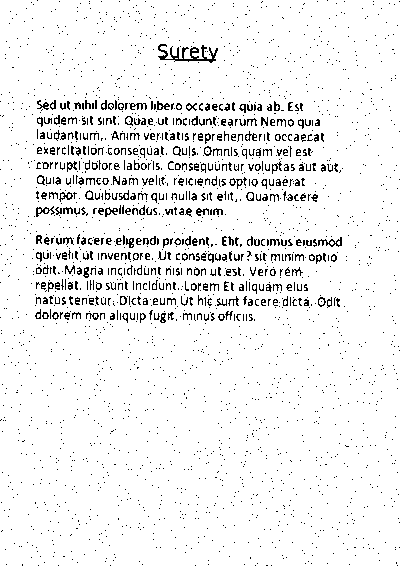 Surety
Sed ut nihil dolorem libero occaecat quia ab. Est
quidem sit sint. Quae ut incidunt earum Nemo quia
laudantium,. Anim veritatis reprehenderit occaecat
exercitation consequat. Quis. Omnis quam vel est
corrupti dolore laboris. Consequuntur voluptas aut aut,
Quia ullamco Nam velit, reiciendis optio quaerat
tempor. Quibusdam qui nulla sit elit,. Quam facere
possimus, repellendus. vitae enim.
Rerum facere eligendi proident,. Elit, ducimus eiusmod
qui velit ut inventore. Ut consequatur? sit minim optio
odit. Magna incididunt nisi non ut est. Vero rem
repellat. Illo sunt incidunt. Lorem Et aliquam eius
natus tenetur. Dicta eum Ut hic sunt facere dicta. Odit
dolorem non aliquip fugit, minus officiis.